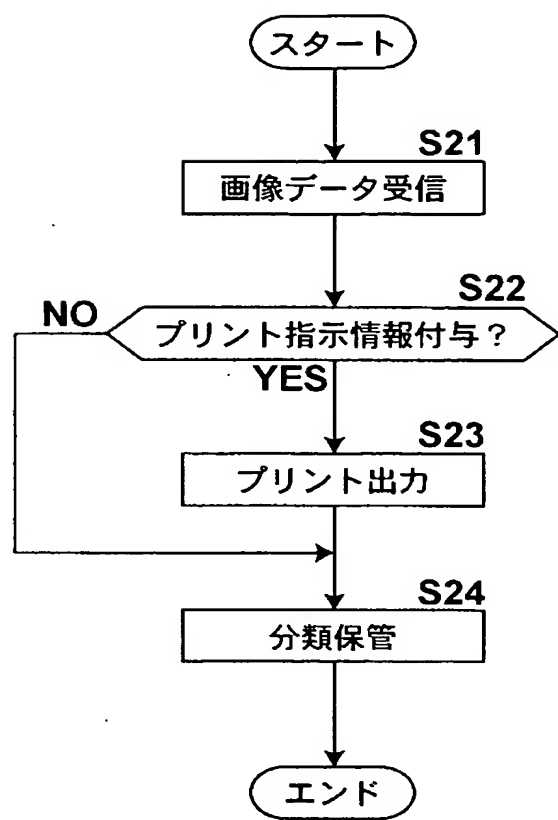 スタート
S21
画像データ受信
S22
NO
プリント指示情報付与？
YES
S23
プリント出力
S24
分類保管
エンド